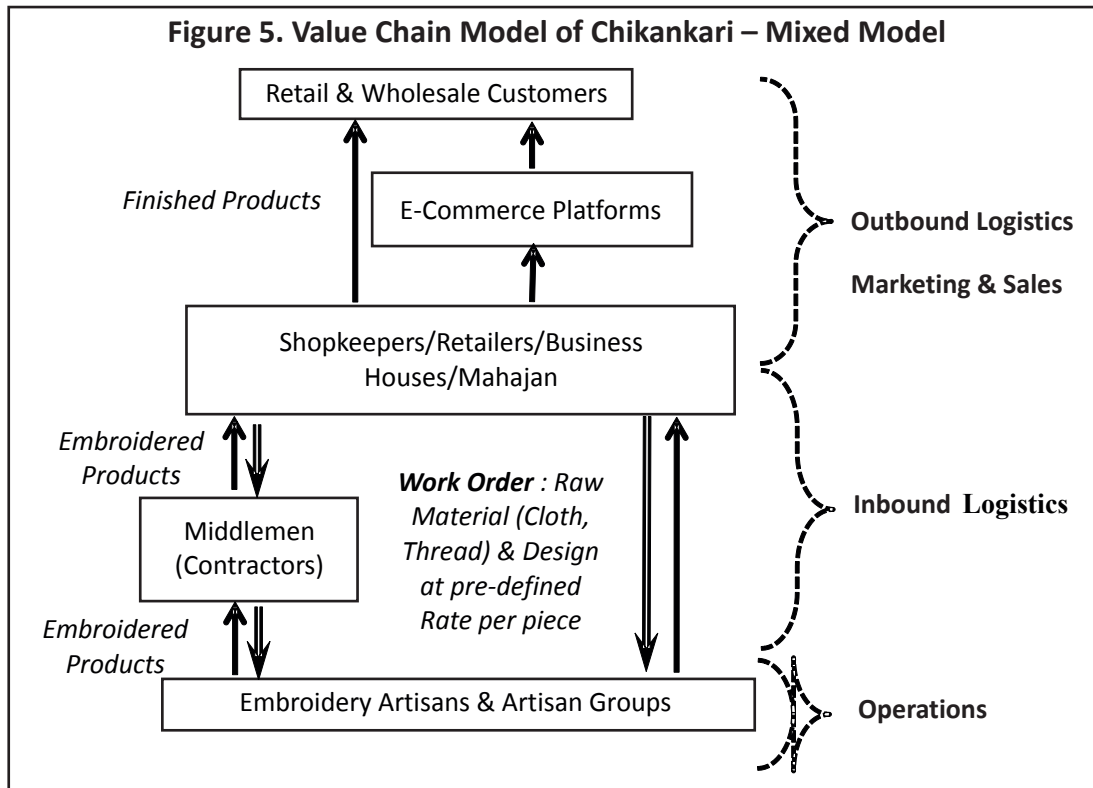 Figure 5. Value Chain Model of Chikankari – Mixed Model
Retail & Wholesale Customers
Finished Products
E-Commerce Platforms
Outbound Logistics
Marketing & Sales
Shopkeepers/Retailers/Business
Houses/Mahajan
Embroidered
Products
Work Order : Raw
Material (Cloth,
Thread) & Design
at pre-defined
Rate per piece
Middlemen
(Contractors)
Inbound Logistics
Embroidered
Products
Embroidery Artisans & Artisan Groups
Operations